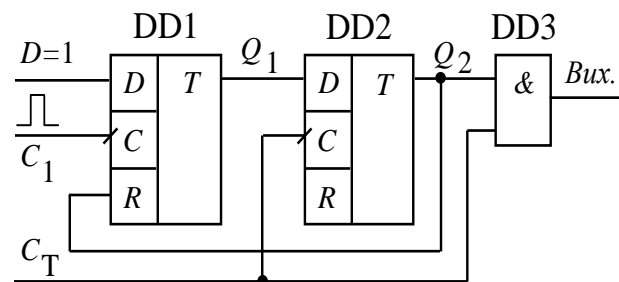 DD1 DD2 DD3
D=1 D T Q1 D T Q2 & Вих.
C1 C C
R R
CT